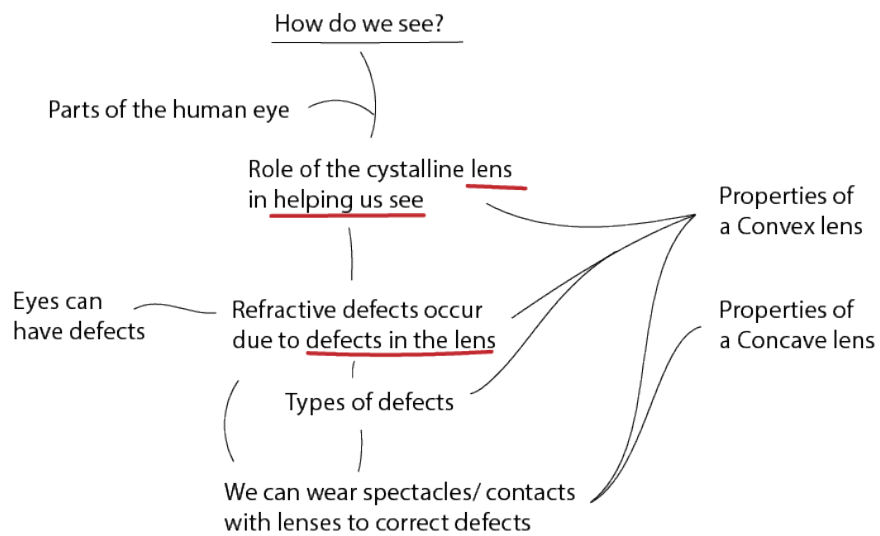 How do we see?
Parts of the human eye
Role of the cystalline lens
in helping us see
Properties of
a Convex lens
Eyes can
have defects
Refractive defects occur
due to defects in the lens
Properties of
a Concave lens
Types of defects
We can wear spectacles/ contacts
with lenses to correct defects